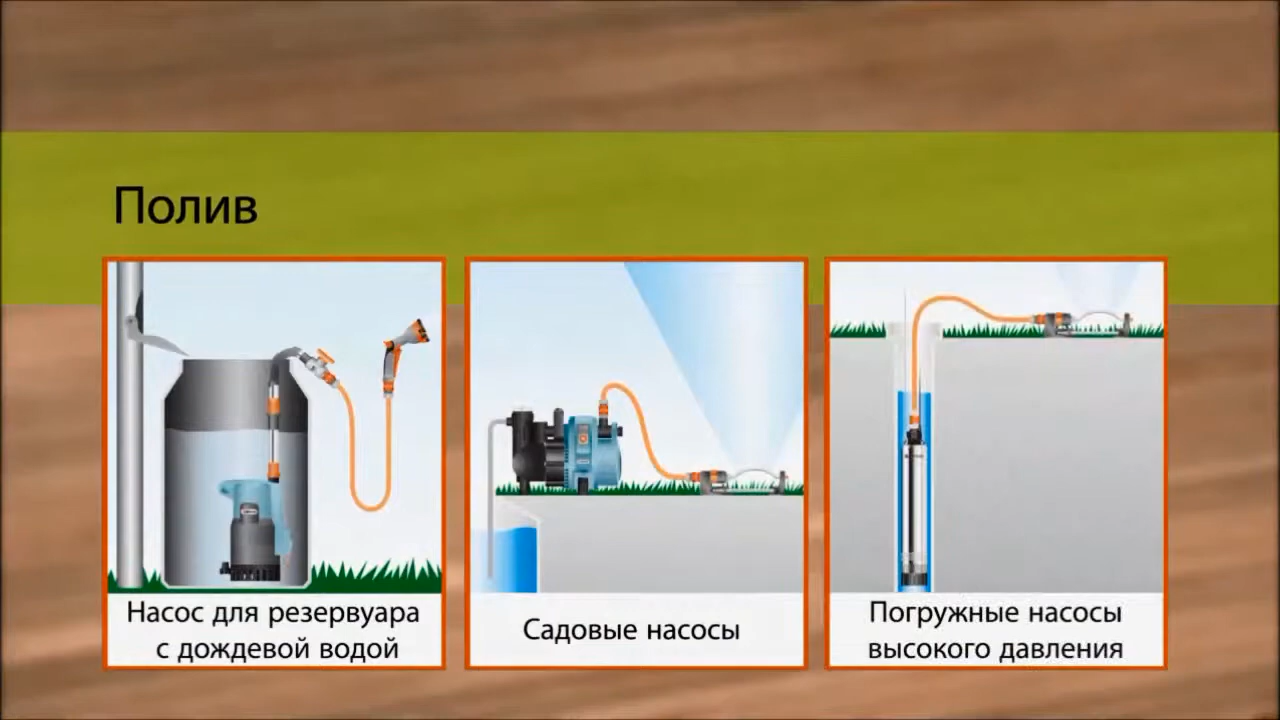 Полив
Насос для резервуара
с дождевой водой
Садовые насосы
Погружные насосы
высокого давления